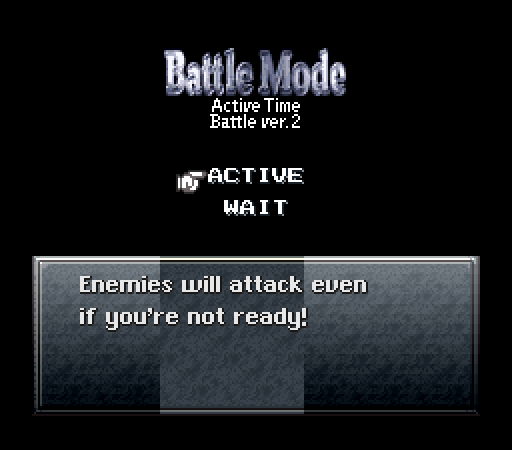 Battle Mode
Active Time
Battle ver.2
ACTIVE
WAIT
Enemies will attack even
if you're not ready!